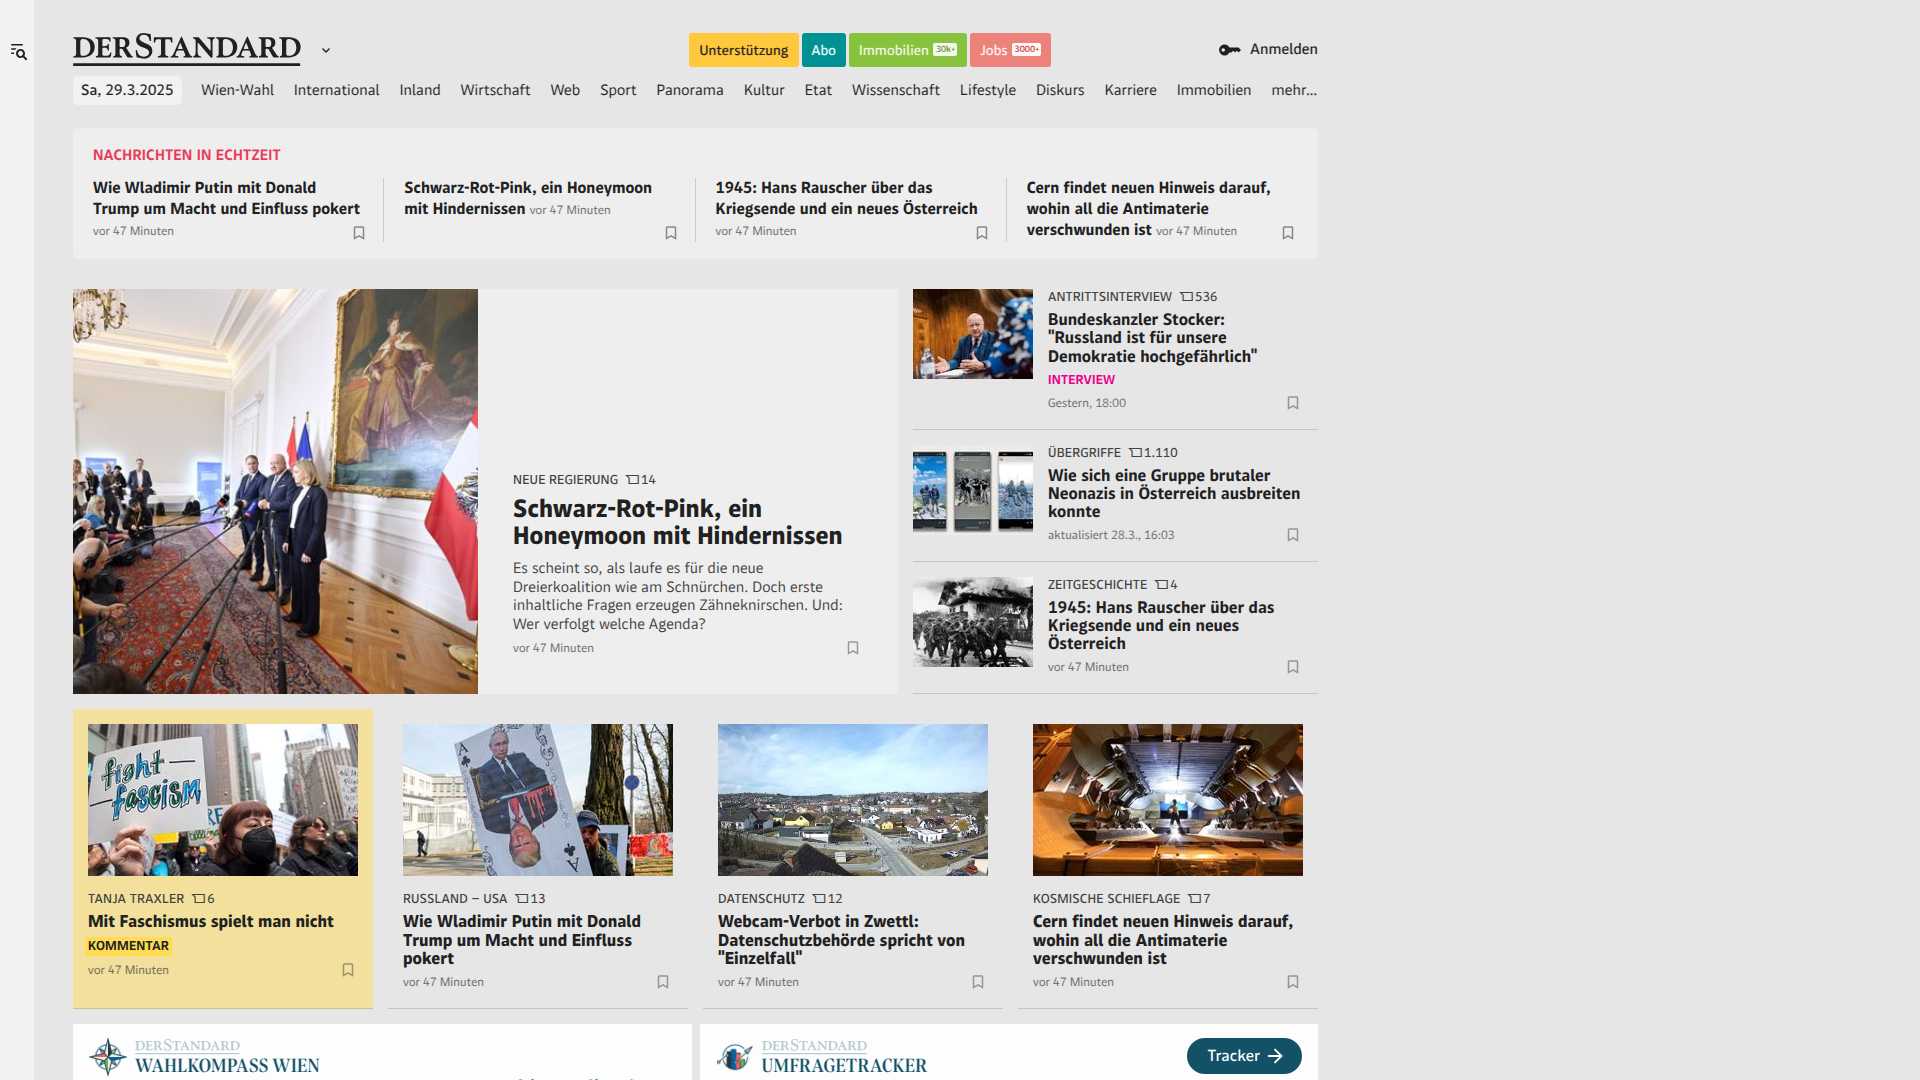 DERSTANDARD
Unterstützung
Abo
Immobilien 30k+
Jobs 3000+
Anmelden
Sa, 29.3.2025
Wien-Wahl
International
Inland
Wirtschaft
Web
Sport
Panorama
Kultur
Etat
Wissenschaft
Lifestyle
Diskurs
Karriere
Immobilien
mehr...
NACHRICHTEN IN ECHTZEIT
Wie Wladimir Putin mit Donald
Trump um Macht und Einfluss pokert
vor 47 Minuten
Schwarz-Rot-Pink, ein Honeymoon
mit Hindernissen vor 47 Minuten
1945: Hans Rauscher über das
Kriegsende und ein neues Österreich
vor 47 Minuten
Cern findet neuen Hinweis darauf,
wohin all die Antimaterie
verschwunden ist vor 47 Minuten
NEUE REGIERUNG 14
Schwarz-Rot-Pink, ein
Honeymoon mit Hindernissen
Es scheint so, als laufe es für die neue
Dreierkoalition wie am Schnürchen. Doch erste
inhaltliche Fragen erzeugen Zähneknirschen. Und:
Wer verfolgt welche Agenda?
vor 47 Minuten
ANTRITTSINTERVIEW 536
Bundeskanzler Stocker:
"Russland ist für unsere
Demokratie hochgefährlich"
INTERVIEW
Gestern, 18:00
ÜBERGRIFFE 1.110
Wie sich eine Gruppe brutaler
Neonazis in Österreich ausbreiten
konnte
aktualisiert 28.3., 16:03
ZEITGESCHICHTE 4
1945: Hans Rauscher über das
Kriegsende und ein neues
Österreich
vor 47 Minuten
fight
fascism
TANJA TRAXLER 6
Mit Faschismus spielt man nicht
KOMMENTAR
vor 47 Minuten
A
A
RUSSLAND – USA 13
Wie Wladimir Putin mit Donald
Trump um Macht und Einfluss
pokert
vor 47 Minuten
DATENSCHUTZ 12
Webcam-Verbot in Zwettl:
Datenschutzbehörde spricht von
"Einzelfall"
vor 47 Minuten
KOSMISCHE SCHIEFLAGE 7
Cern findet neuen Hinweis darauf,
wohin all die Antimaterie
verschwunden ist
vor 47 Minuten
DERSTANDARD
WAHLKOMPASS WIEN
DERSTANDARD
UMFRAGETRACKER
Tracker